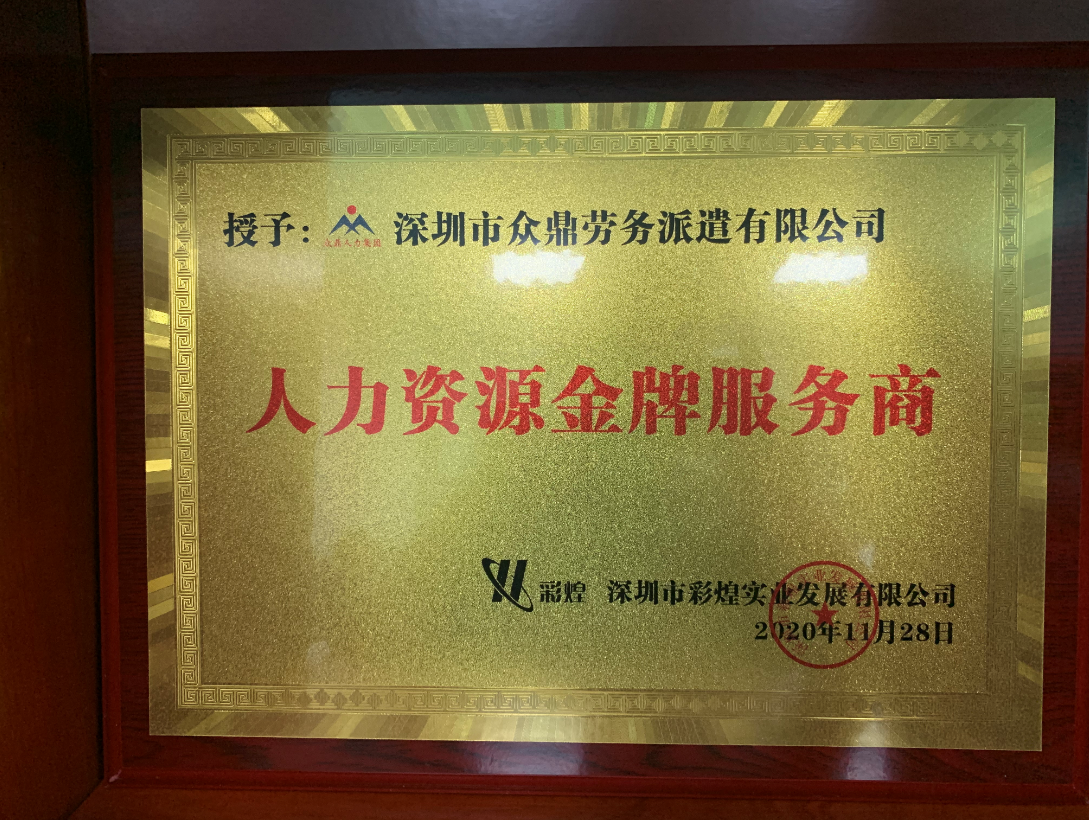 授予: 众鼎人力集团 深圳市众鼎劳务派遣有限公司
人力资源金牌服务商
彩煌 深圳市彩煌实业发展有限公司
2020年11月28日